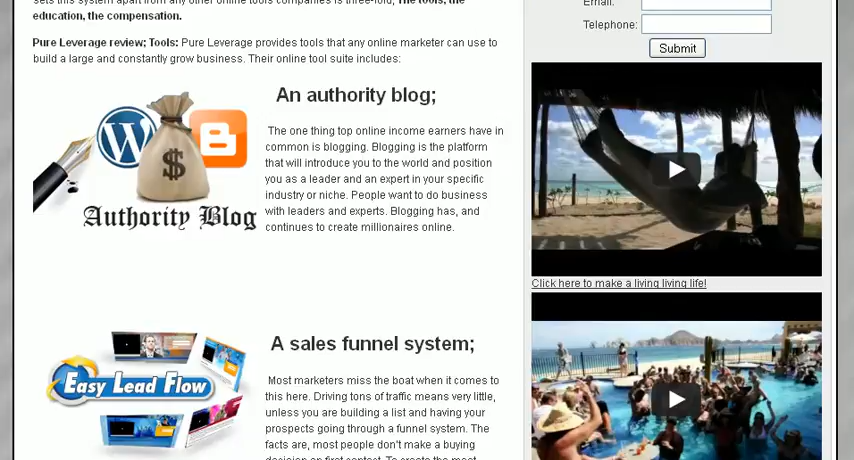 sets this system apart from any other online tools companies is three-fold; The tools, the
education, the compensation.
Pure Leverage review; Tools: Pure Leverage provides tools that any online marketer can use to
build a large and constantly grow business. Their online tool suite includes:
An authority blog;
The one thing top online income earners have in
common is blogging. Blogging is the platform
that will introduce you to the world and position
you as a leader and an expert in your specific
industry or niche. People want to do business
with leaders and experts. Blogging has, and
continues to create millionaires online.
$
Authority Blog
A sales funnel system;
Easy Lead Flow
Most marketers miss the boat when it comes to
this here. Driving tons of traffic means very little,
unless you are building a list and having your
prospects going through a funnel system. The
facts are, most people don't make a buying
decision on first contact. To create the most
Email:
Telephone:
Submit
Click here to make a living living life!